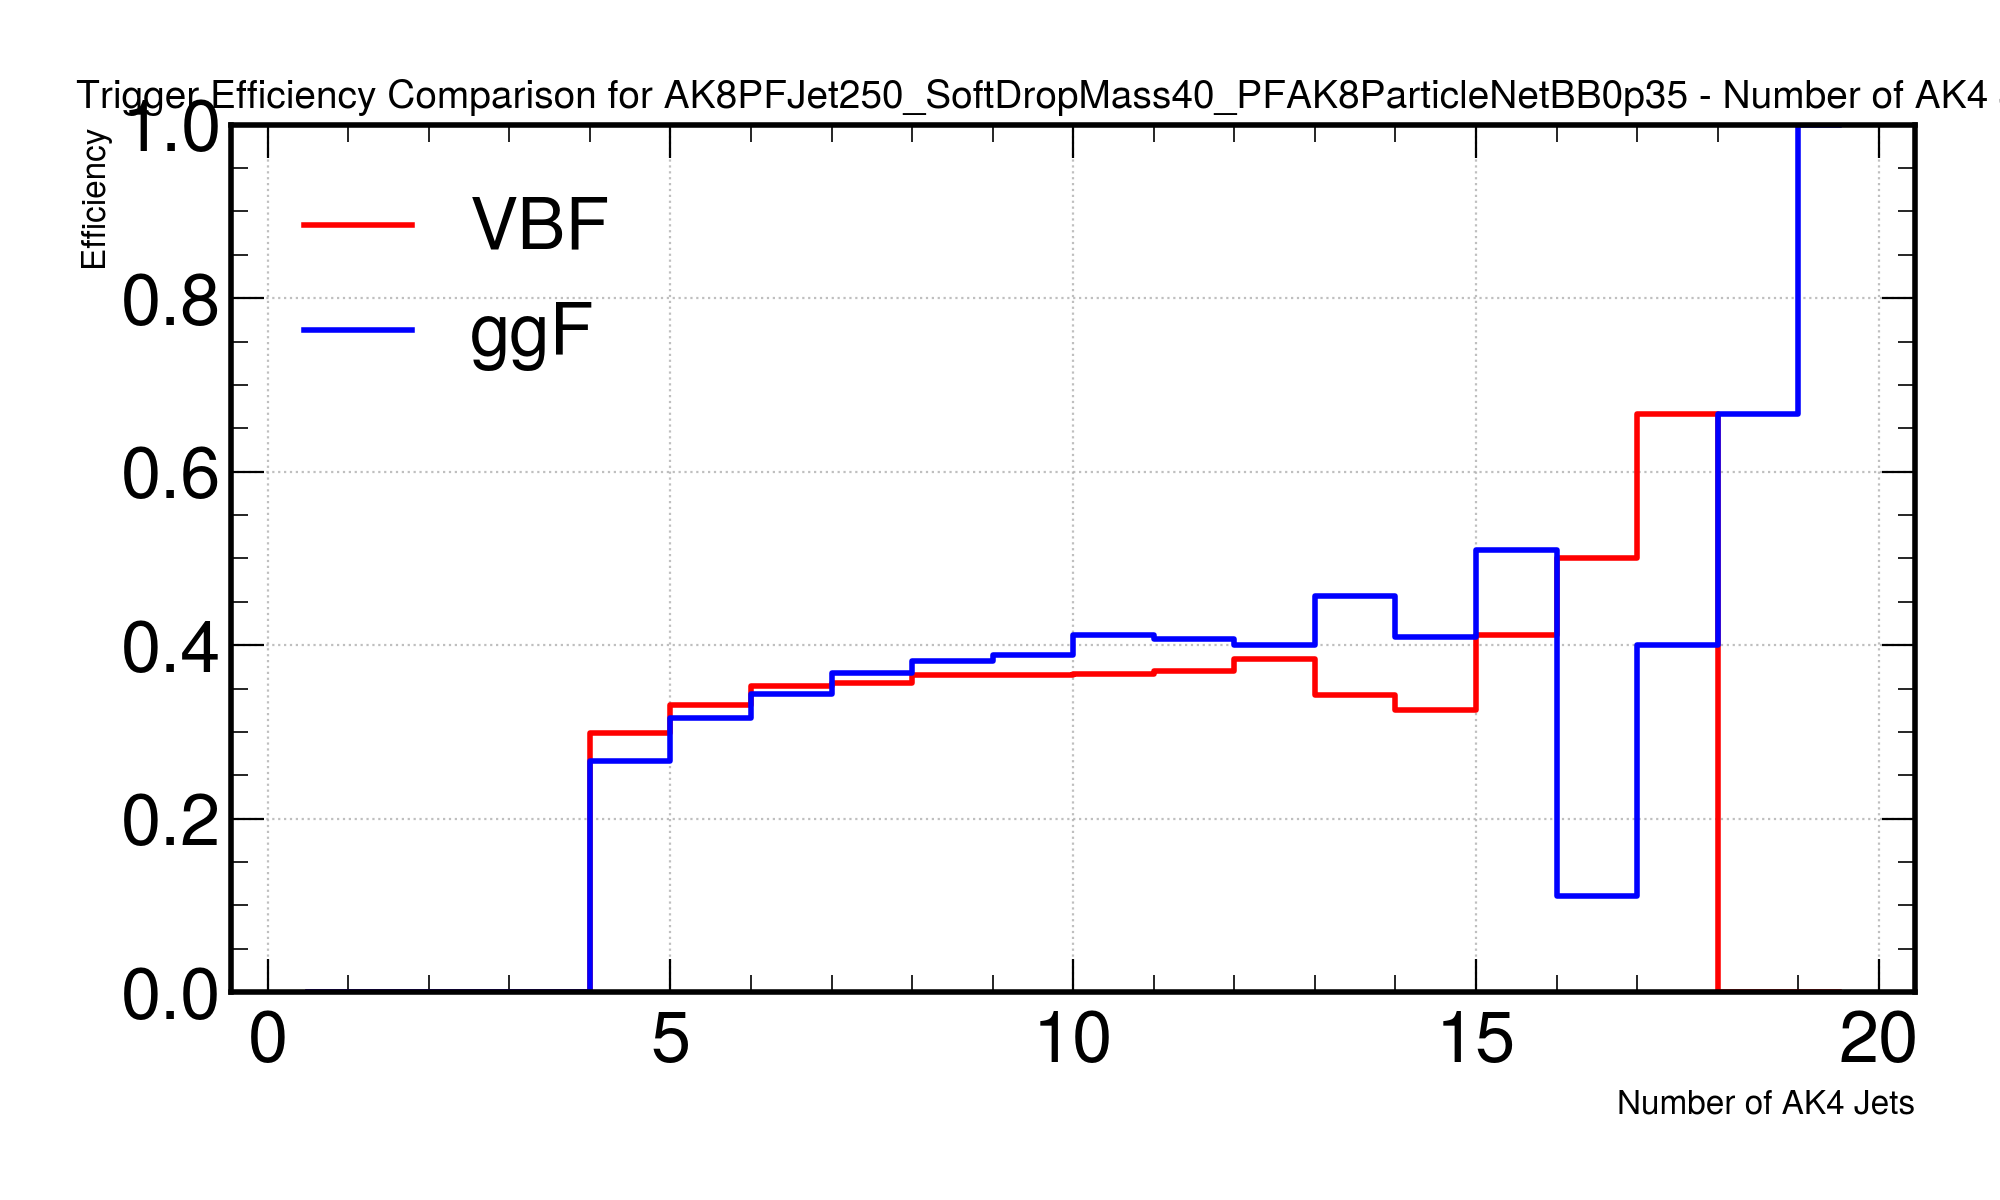 Trigger Efficiency Comparison for AK8PFJet250_SoftDropMass40_PFAK8ParticleNetBB0p35 - Number of AK4
Efficiency
1.0
0.8
0.6
0.4
0.2
0.0
VBF
ggF
0 5 10 15 20
Number of AK4 Jets